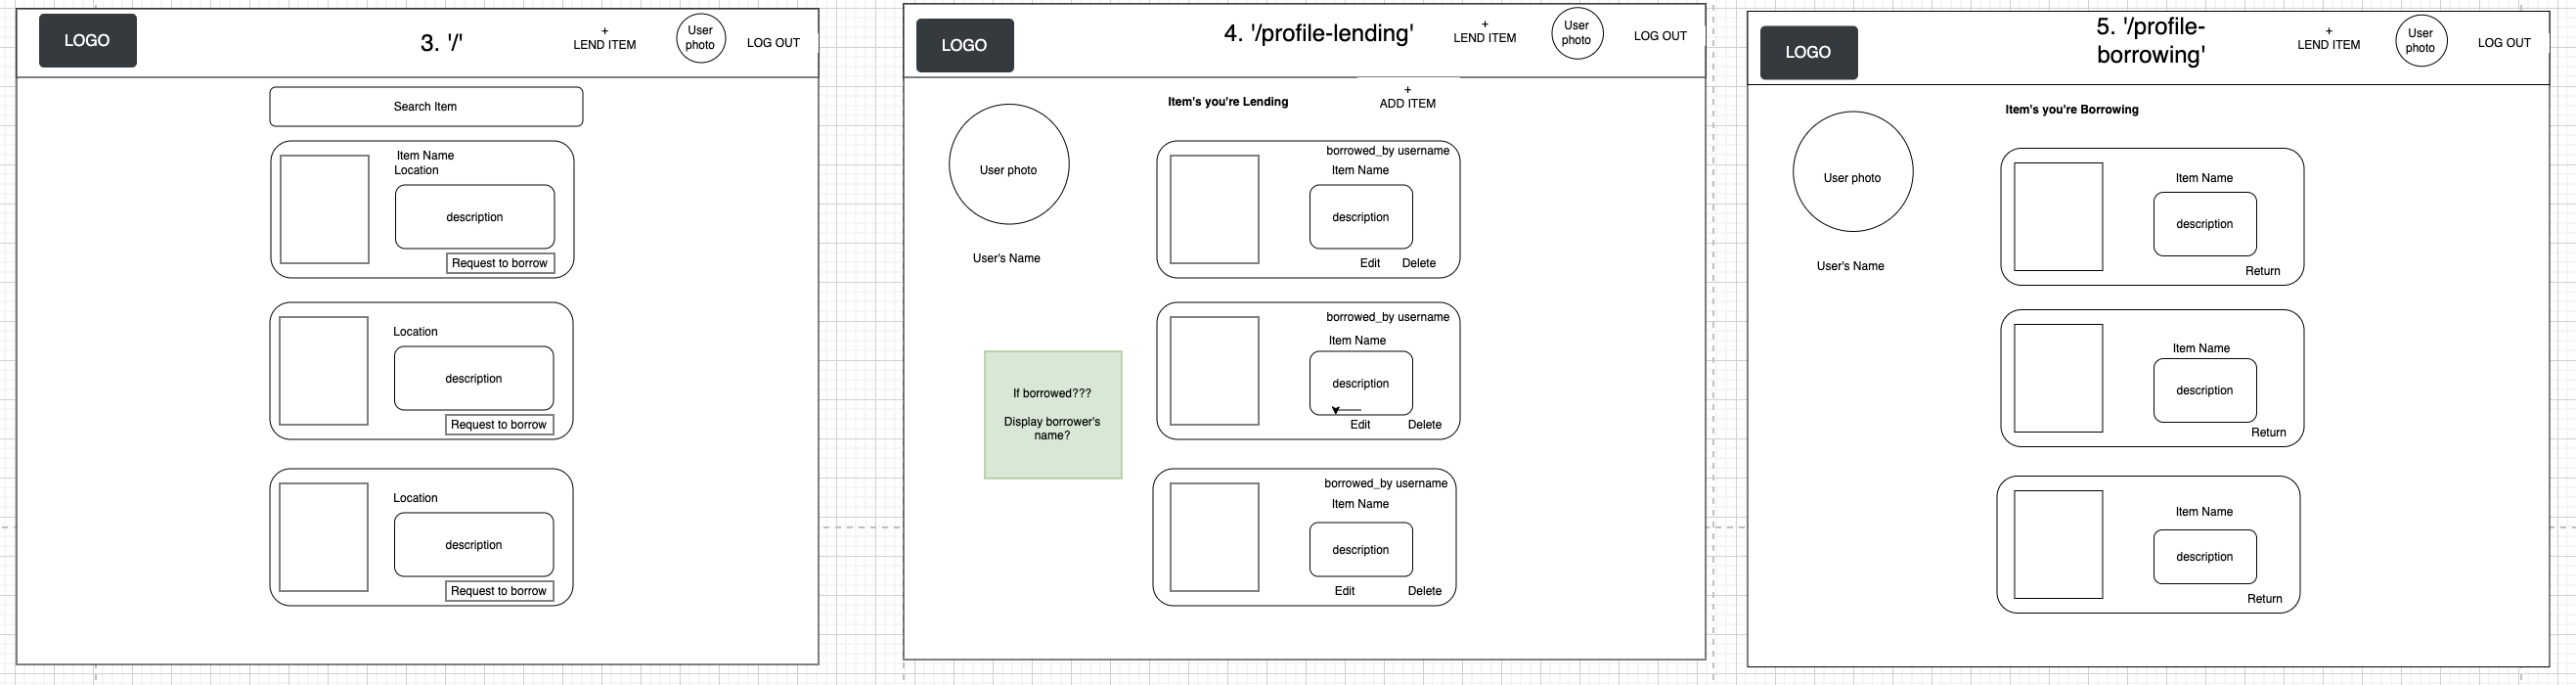 LOGO
3. '/'
+
LEND ITEM
User
photo
LOG OUT
Search Item
Item Name
Location
description
Request to borrow
Location
description
Request to borrow
Location
description
Request to borrow
LOGO
4. '/profile-lending'
+
LEND ITEM
User
photo
LOG OUT
Item's you're Lending
+
ADD ITEM
User photo
User's Name
If borrowed???
Display borrower's
name?
borrowed_by username
Item Name
description
Edit Delete
borrowed_by username
Item Name
description
Edit Delete
borrowed_by username
Item Name
description
Edit Delete
LOGO
5. '/profile-
borrowing'
+
LEND ITEM
User
photo
LOG OUT
Item's you're Borrowing
User photo
User's Name
Item Name
description
Return
Item Name
description
Return
Item Name
description
Return